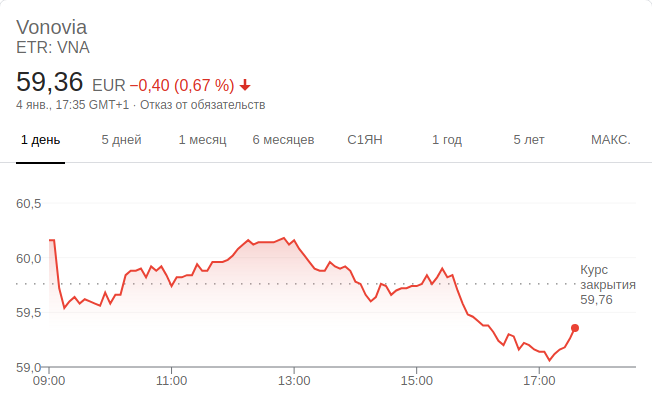 Vonovia
ETR: VNA
59,36 EUR −0,40 (0,67 %)
4 янв., 17:35 GMT+1 · Отказ от обязательств
1 день 5 дней 1 месяц 6 месяцев С1ЯН 1 год 5 лет МАКС.
60,5
60,0
Курс
закрытия
59,76
59,5
59,0
09:00 11:00 13:00 15:00 17:00